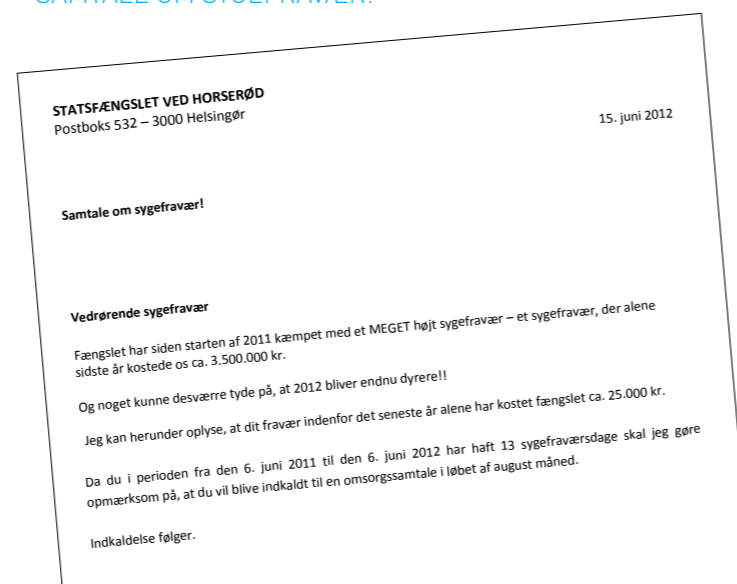 SAMTALE OM SYGEFRAVÆR!
STATSFÆNGSLET VED HORSERØD
Postboks 532 – 3000 Helsingør
15. juni 2012
Samtale om sygefravær!
Vedrørende sygefravær
Fængslet har siden starten af 2011 kæmpet med et MEGET højt sygefravær – et sygefravær, der alene
sidste år kostede os ca. 3.500.000 kr.
Og noget kunne desværre tyde på, at 2012 bliver endnu dyrere!!
Jeg kan herunder oplyse, at dit fravær indenfor det seneste år alene har kostet fængslet ca. 25.000 kr.
Da du i perioden fra den 6. juni 2011 til den 6. juni 2012 har haft 13 sygefraværsdage skal jeg gøre
opmærksom på, at du vil blive indkaldt til en omsorgssamtale i løbet af august måned.
Indkaldelse følger.